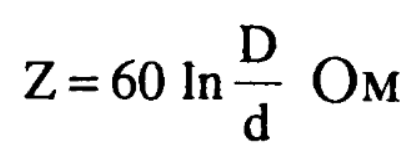 Z = 60 ln D/d Ом